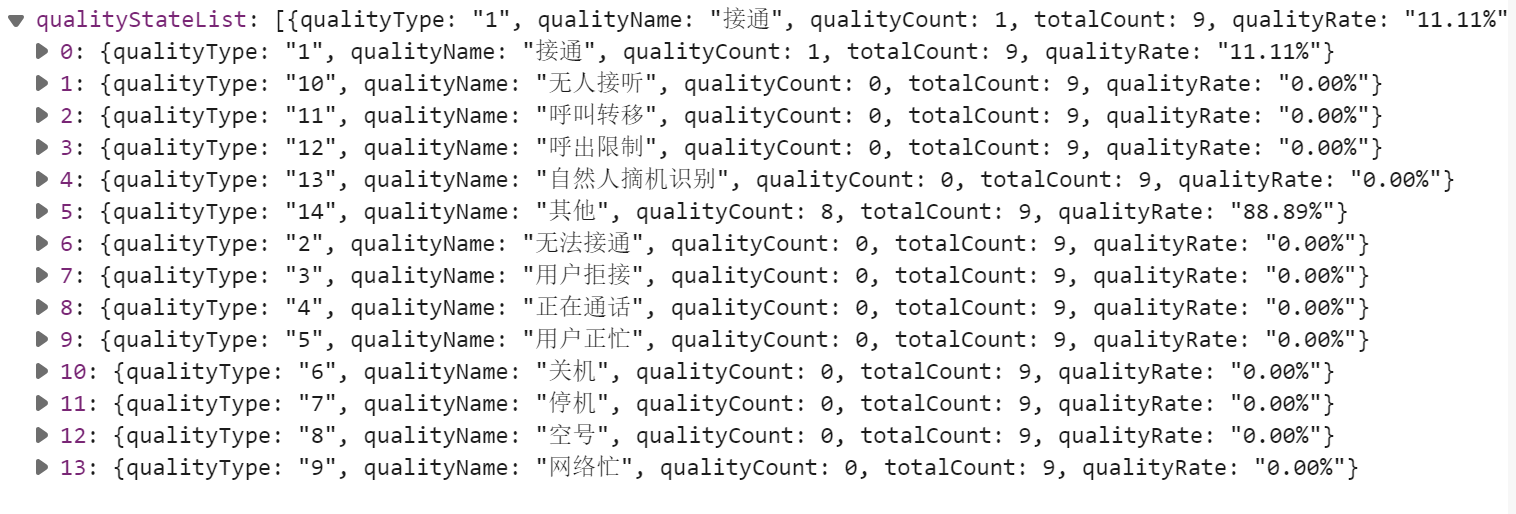 qualityStateList: [{qualityType: "1", qualityName: "接通", qualityCount: 1, totalCount: 9, qualityRate: "11.11%"
0: {qualityType: "1", qualityName: "接通", qualityCount: 1, totalCount: 9, qualityRate: "11.11%"}
1: {qualityType: "10", qualityName: "无人接听", qualityCount: 0, totalCount: 9, qualityRate: "0.00%"}
2: {qualityType: "11", qualityName: "呼叫转移", qualityCount: 0, totalCount: 9, qualityRate: "0.00%"}
3: {qualityType: "12", qualityName: "呼出限制", qualityCount: 0, totalCount: 9, qualityRate: "0.00%"}
4: {qualityType: "13", qualityName: "自然人摘机识别", qualityCount: 0, totalCount: 9, qualityRate: "0.00%"}
5: {qualityType: "14", qualityName: "其他", qualityCount: 8, totalCount: 9, qualityRate: "88.89%"}
6: {qualityType: "2", qualityName: "无法接通", qualityCount: 0, totalCount: 9, qualityRate: "0.00%"}
7: {qualityType: "3", qualityName: "用户拒接", qualityCount: 0, totalCount: 9, qualityRate: "0.00%"}
8: {qualityType: "4", qualityName: "正在通话", qualityCount: 0, totalCount: 9, qualityRate: "0.00%"}
9: {qualityType: "5", qualityName: "用户正忙", qualityCount: 0, totalCount: 9, qualityRate: "0.00%"}
10: {qualityType: "6", qualityName: "关机", qualityCount: 0, totalCount: 9, qualityRate: "0.00%"}
11: {qualityType: "7", qualityName: "停机", qualityCount: 0, totalCount: 9, qualityRate: "0.00%"}
12: {qualityType: "8", qualityName: "空号", qualityCount: 0, totalCount: 9, qualityRate: "0.00%"}
13: {qualityType: "9", qualityName: "网络忙", qualityCount: 0, totalCount: 9, qualityRate: "0.00%"}